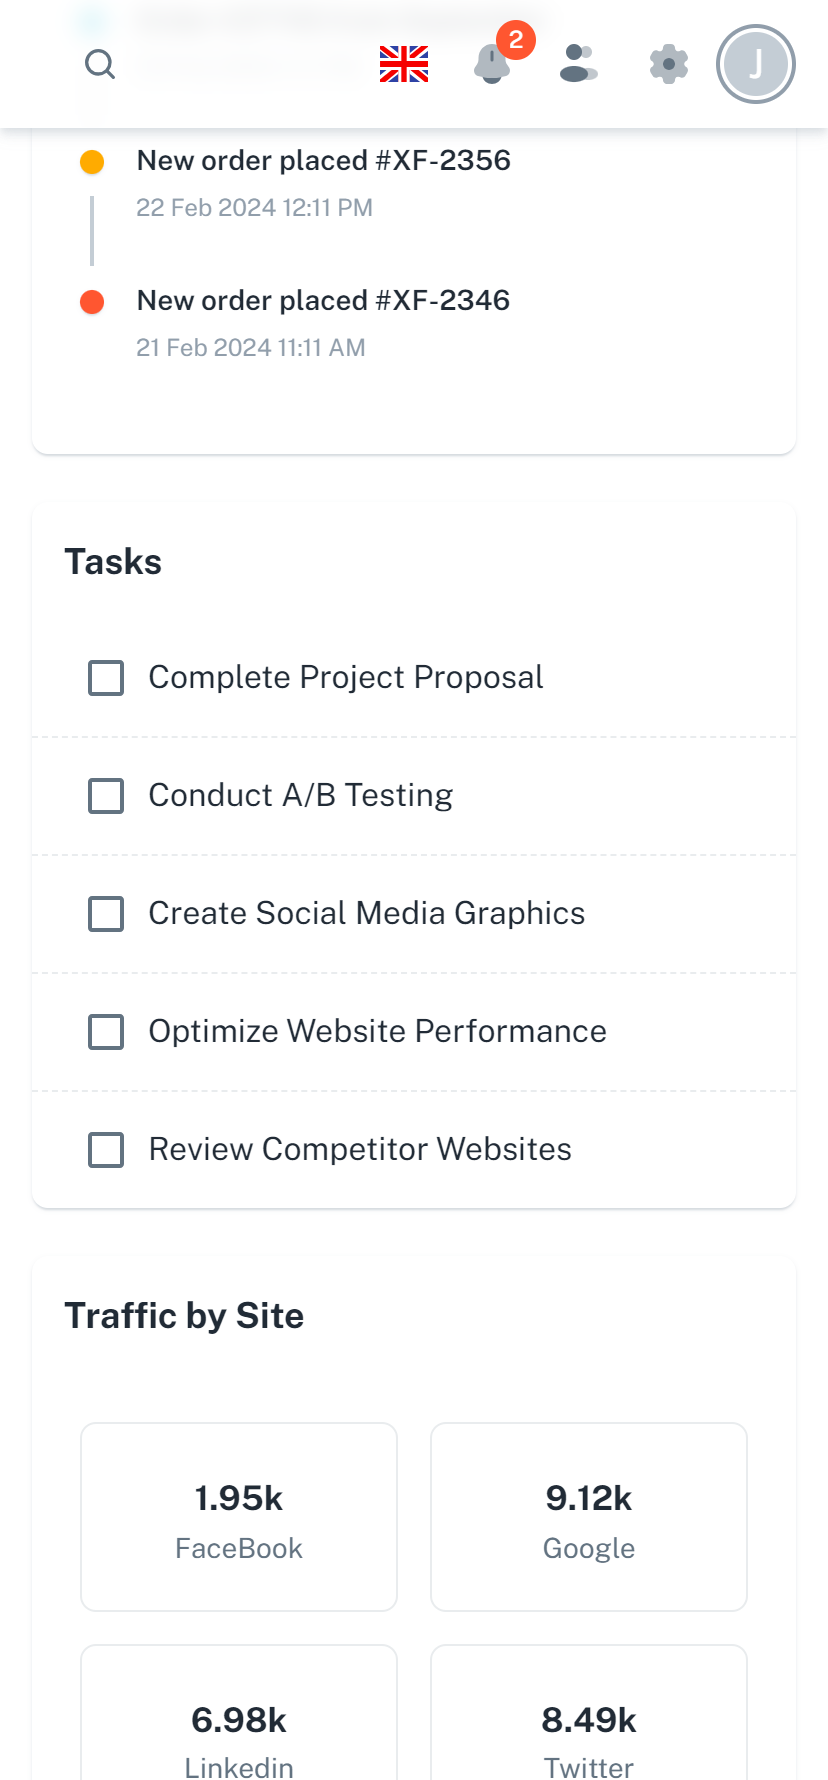 2
J
New order placed #XF-2356
22 Feb 2024 12:11 PM
New order placed #XF-2346
21 Feb 2024 11:11 AM
Tasks
Complete Project Proposal
Conduct A/B Testing
Create Social Media Graphics
Optimize Website Performance
Review Competitor Websites
Traffic by Site
1.95k
FaceBook
9.12k
Google
6.98k
Linkedin
8.49k
Twitter